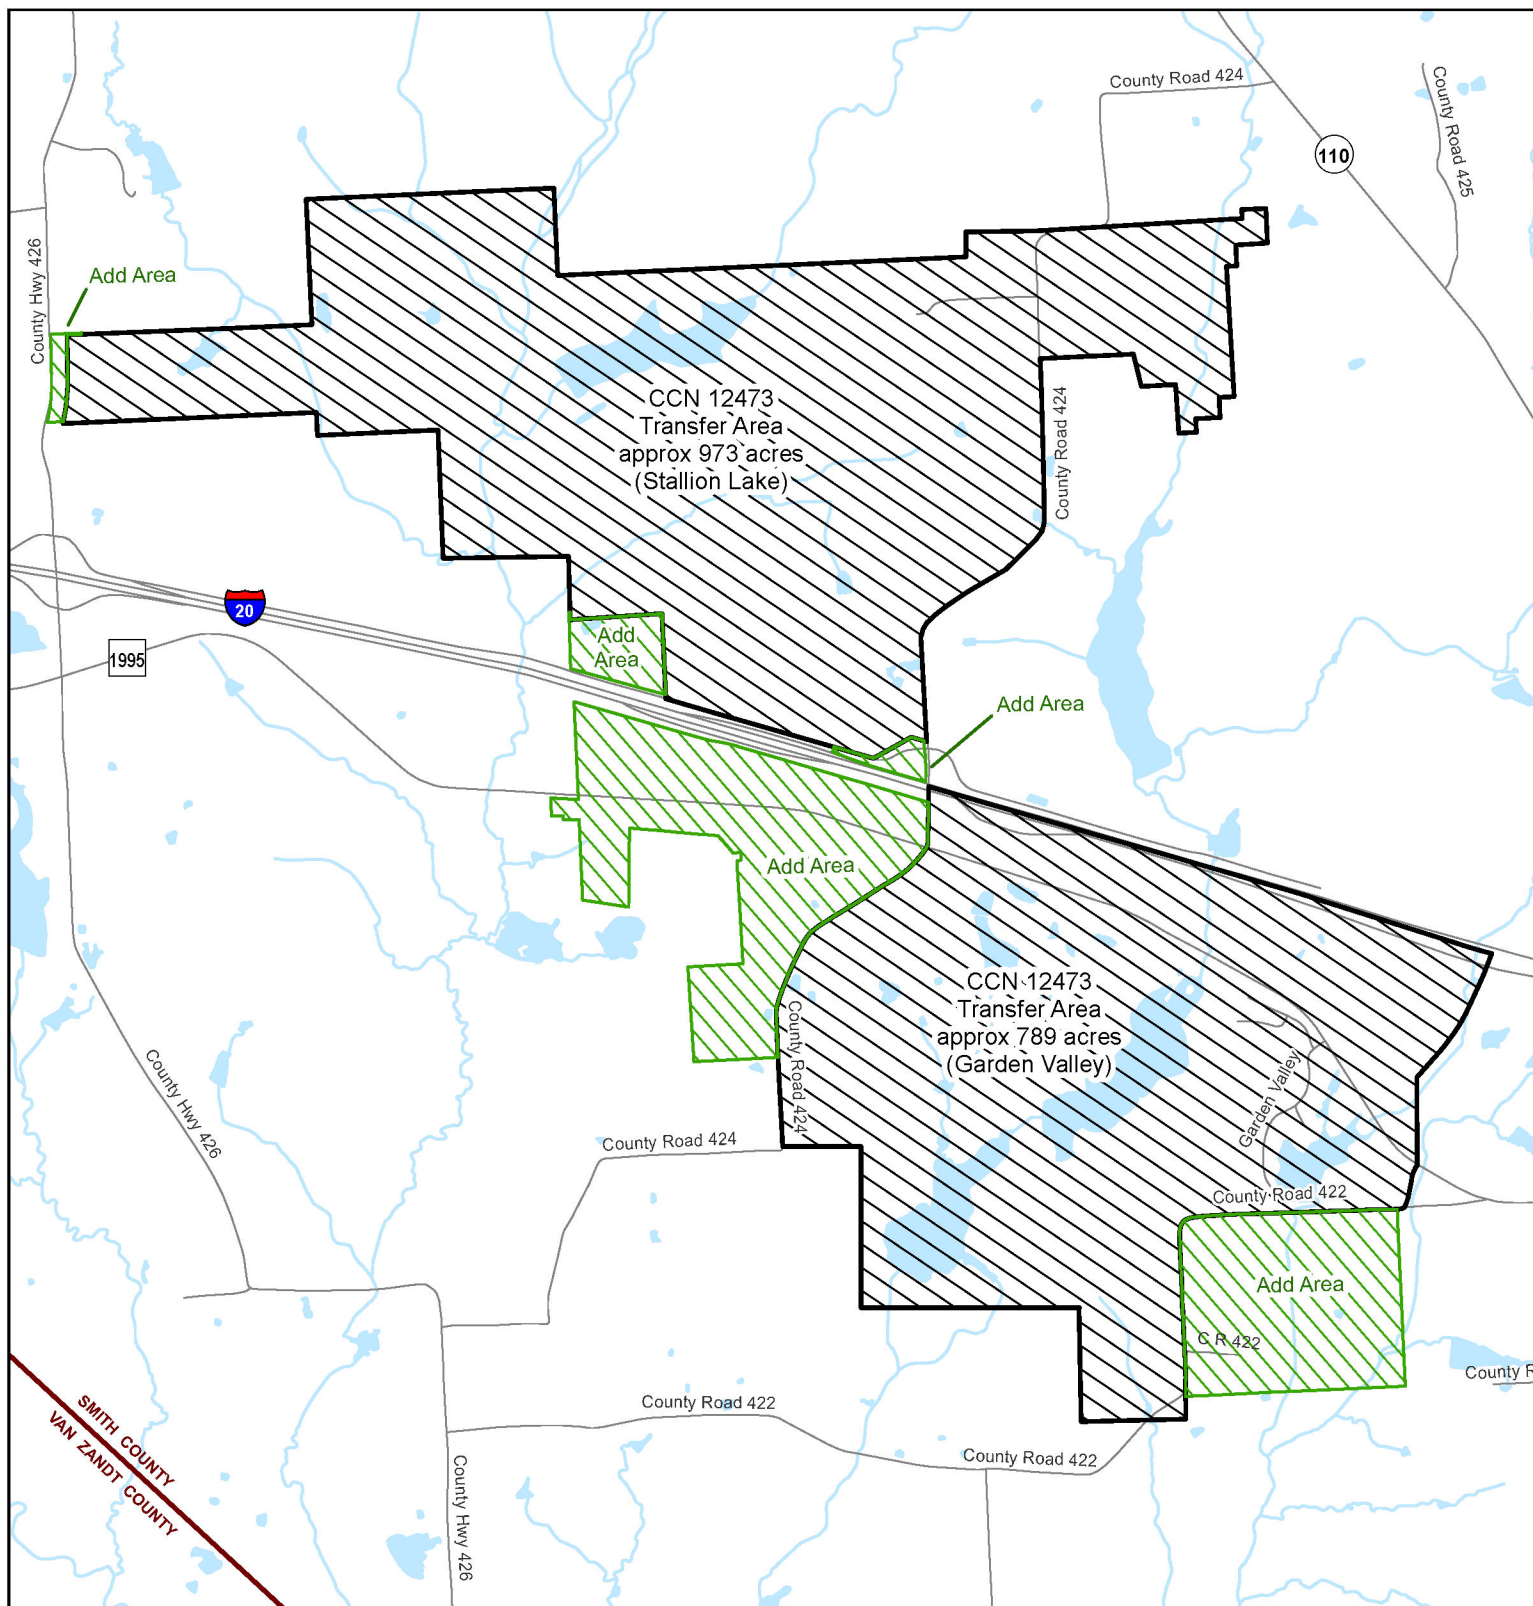 County Road 424
County Road 425
110
County Hwy 426
Add Area
CCN 12473
Transfer Area
approx 973 acres
(Stallion Lake)
County Road 424
20
1995
Add
Area
Add Area
Add Area
CCN 12473
Transfer Area
approx 789 acres
(Garden Valley)
County Road 424
Garden Valley
County Hwy 426
County Road 424
County Road 422
Add Area
C R 422
County R
County Road 422
County Road 422
SMITH COUNTY
VAN ZANDT COUNTY
County Hwy 426